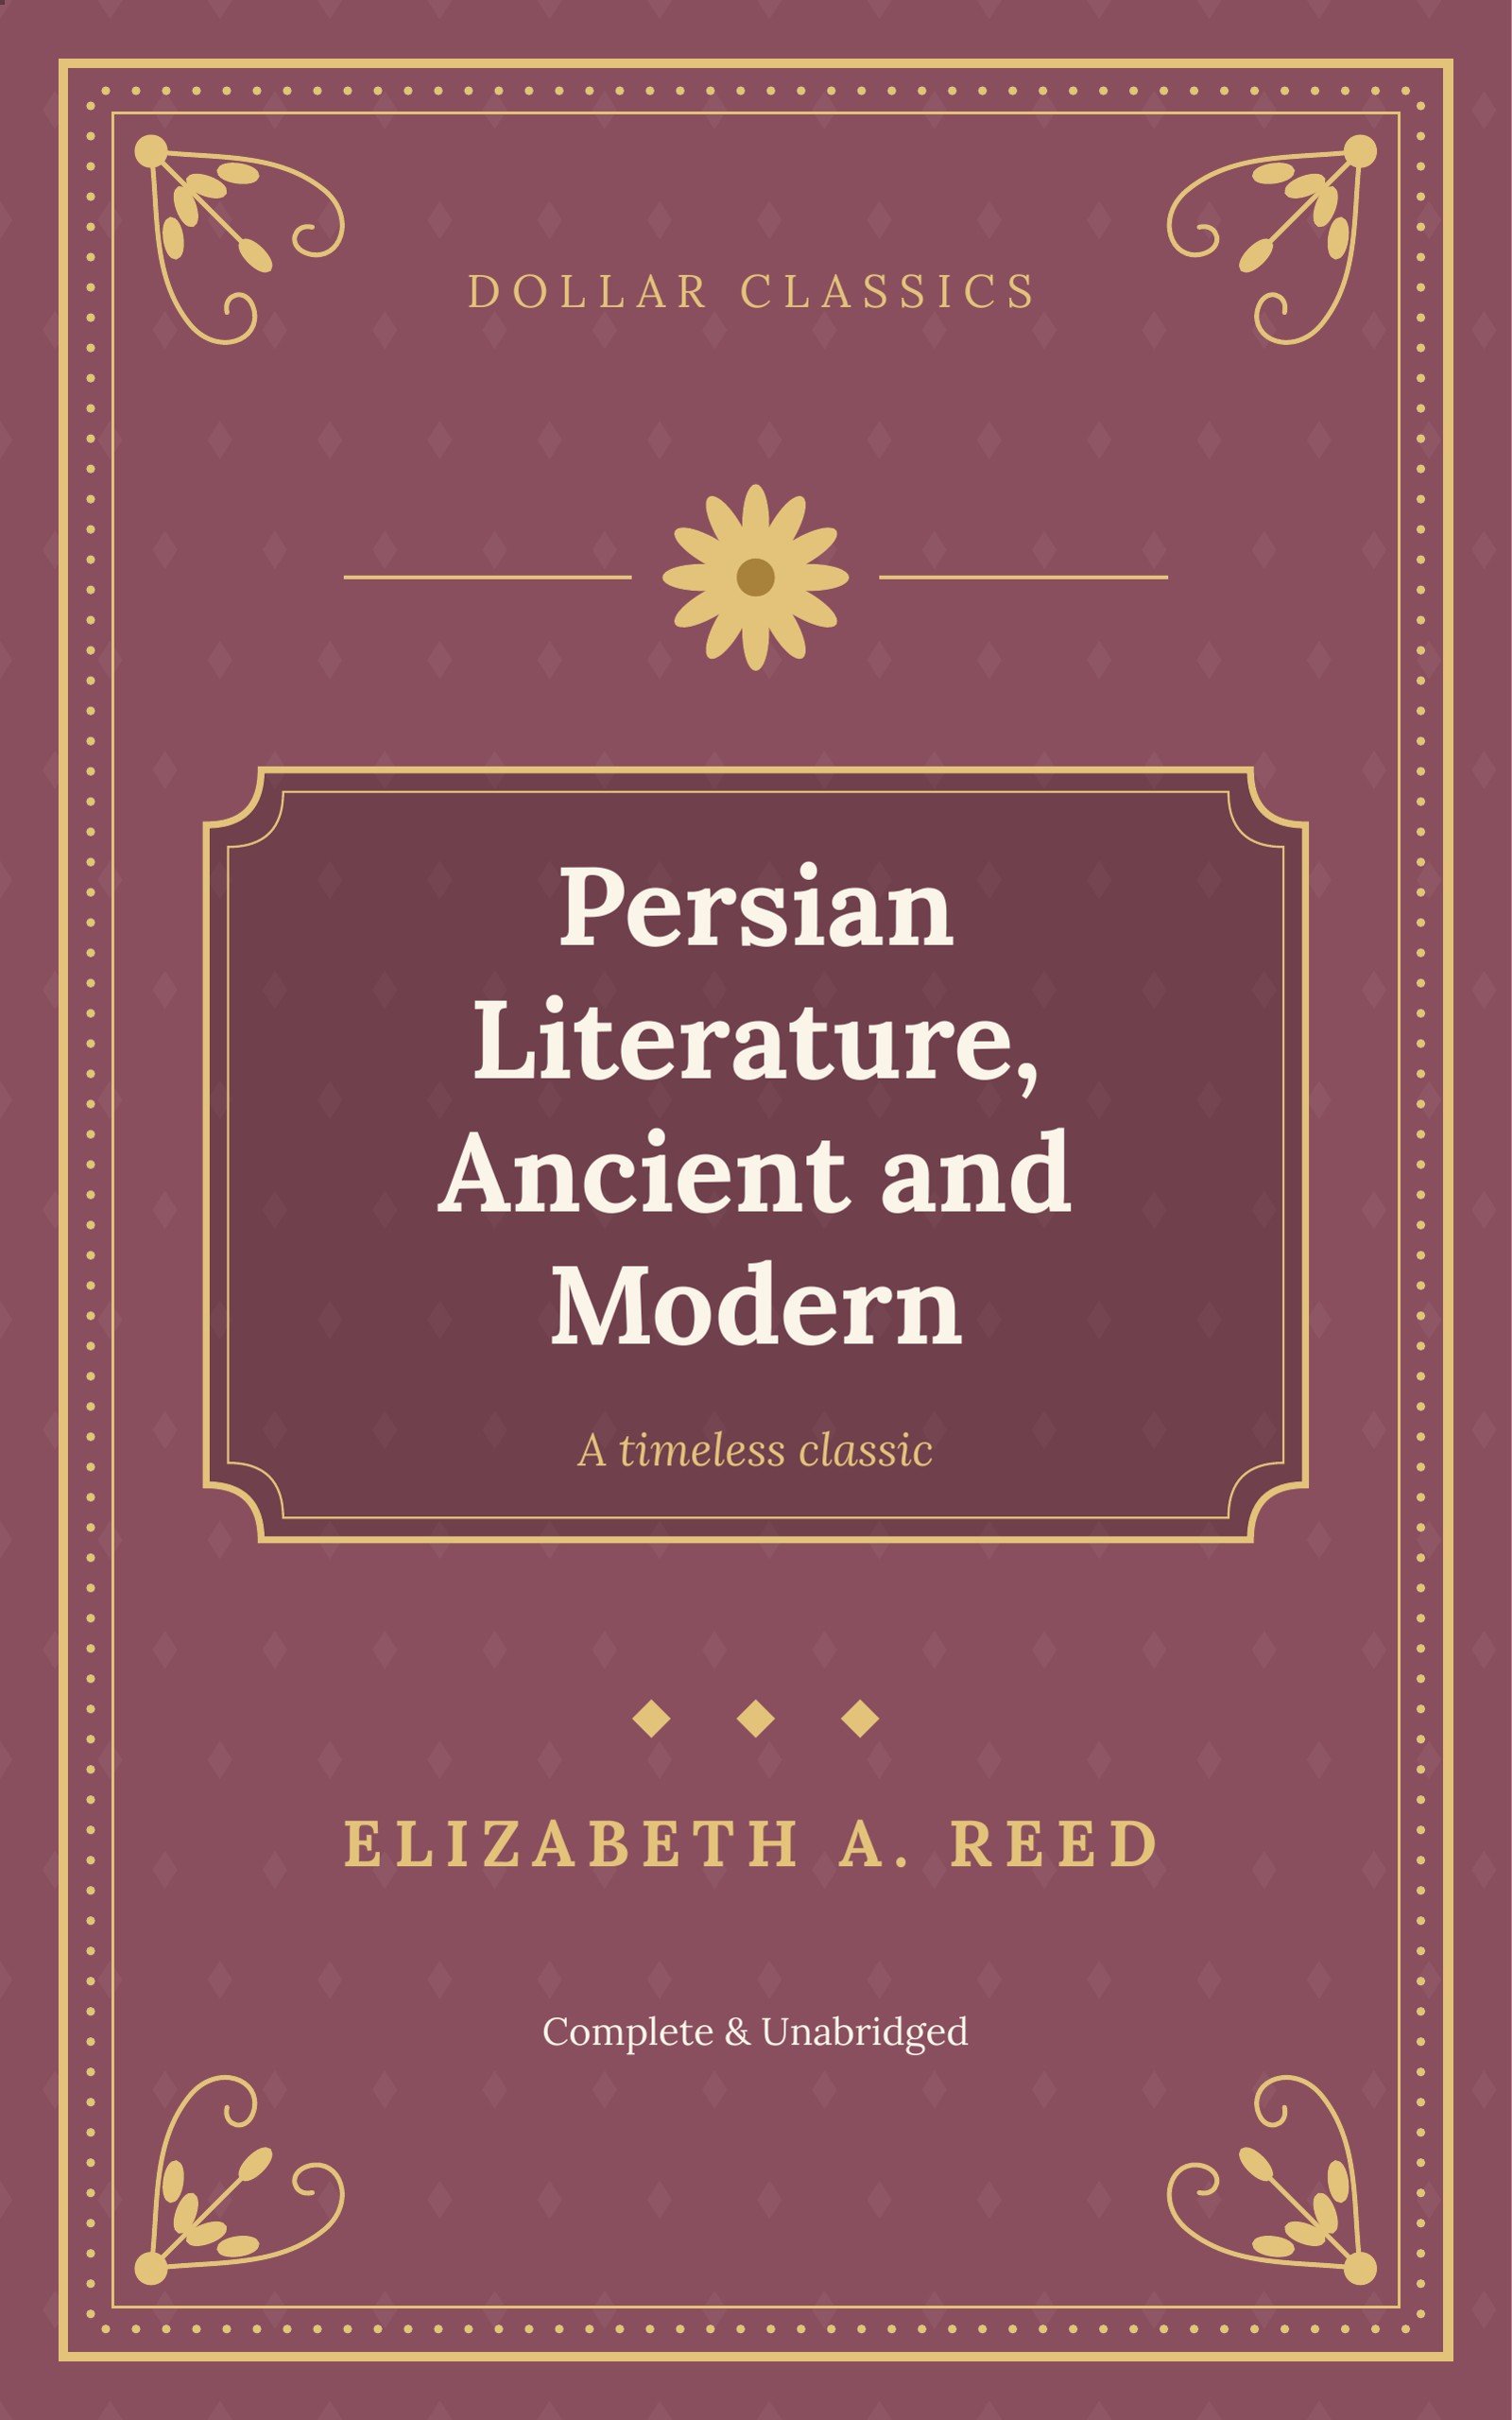 DOLLAR CLASSICS
Persian
Literature,
Ancient and
Modern
A timeless classic
ELIZABETH A. REED
Complete & Unabridged